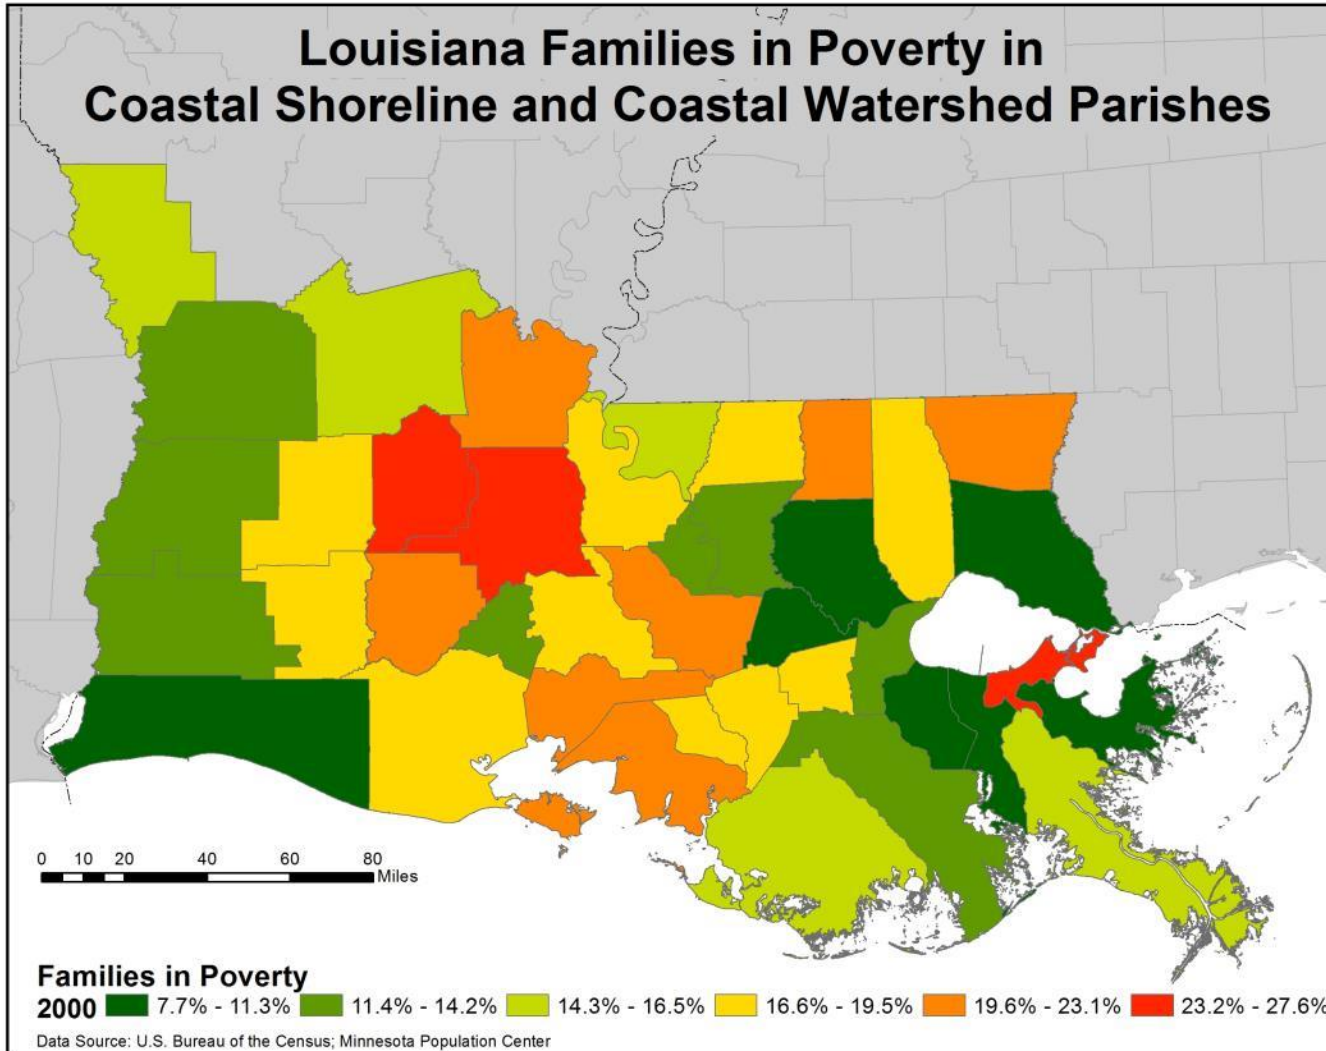 Louisiana Families in Poverty in
Coastal Shoreline and Coastal Watershed Parishes
0 10 20 40 60 80
Miles
Families in Poverty
2000 7.7% - 11.3% 11.4% - 14.2% 14.3% - 16.5% 16.6% - 19.5% 19.6% - 23.1% 23.2% - 27.6%
Data Source: U.S. Bureau of the Census; Minnesota Population Center